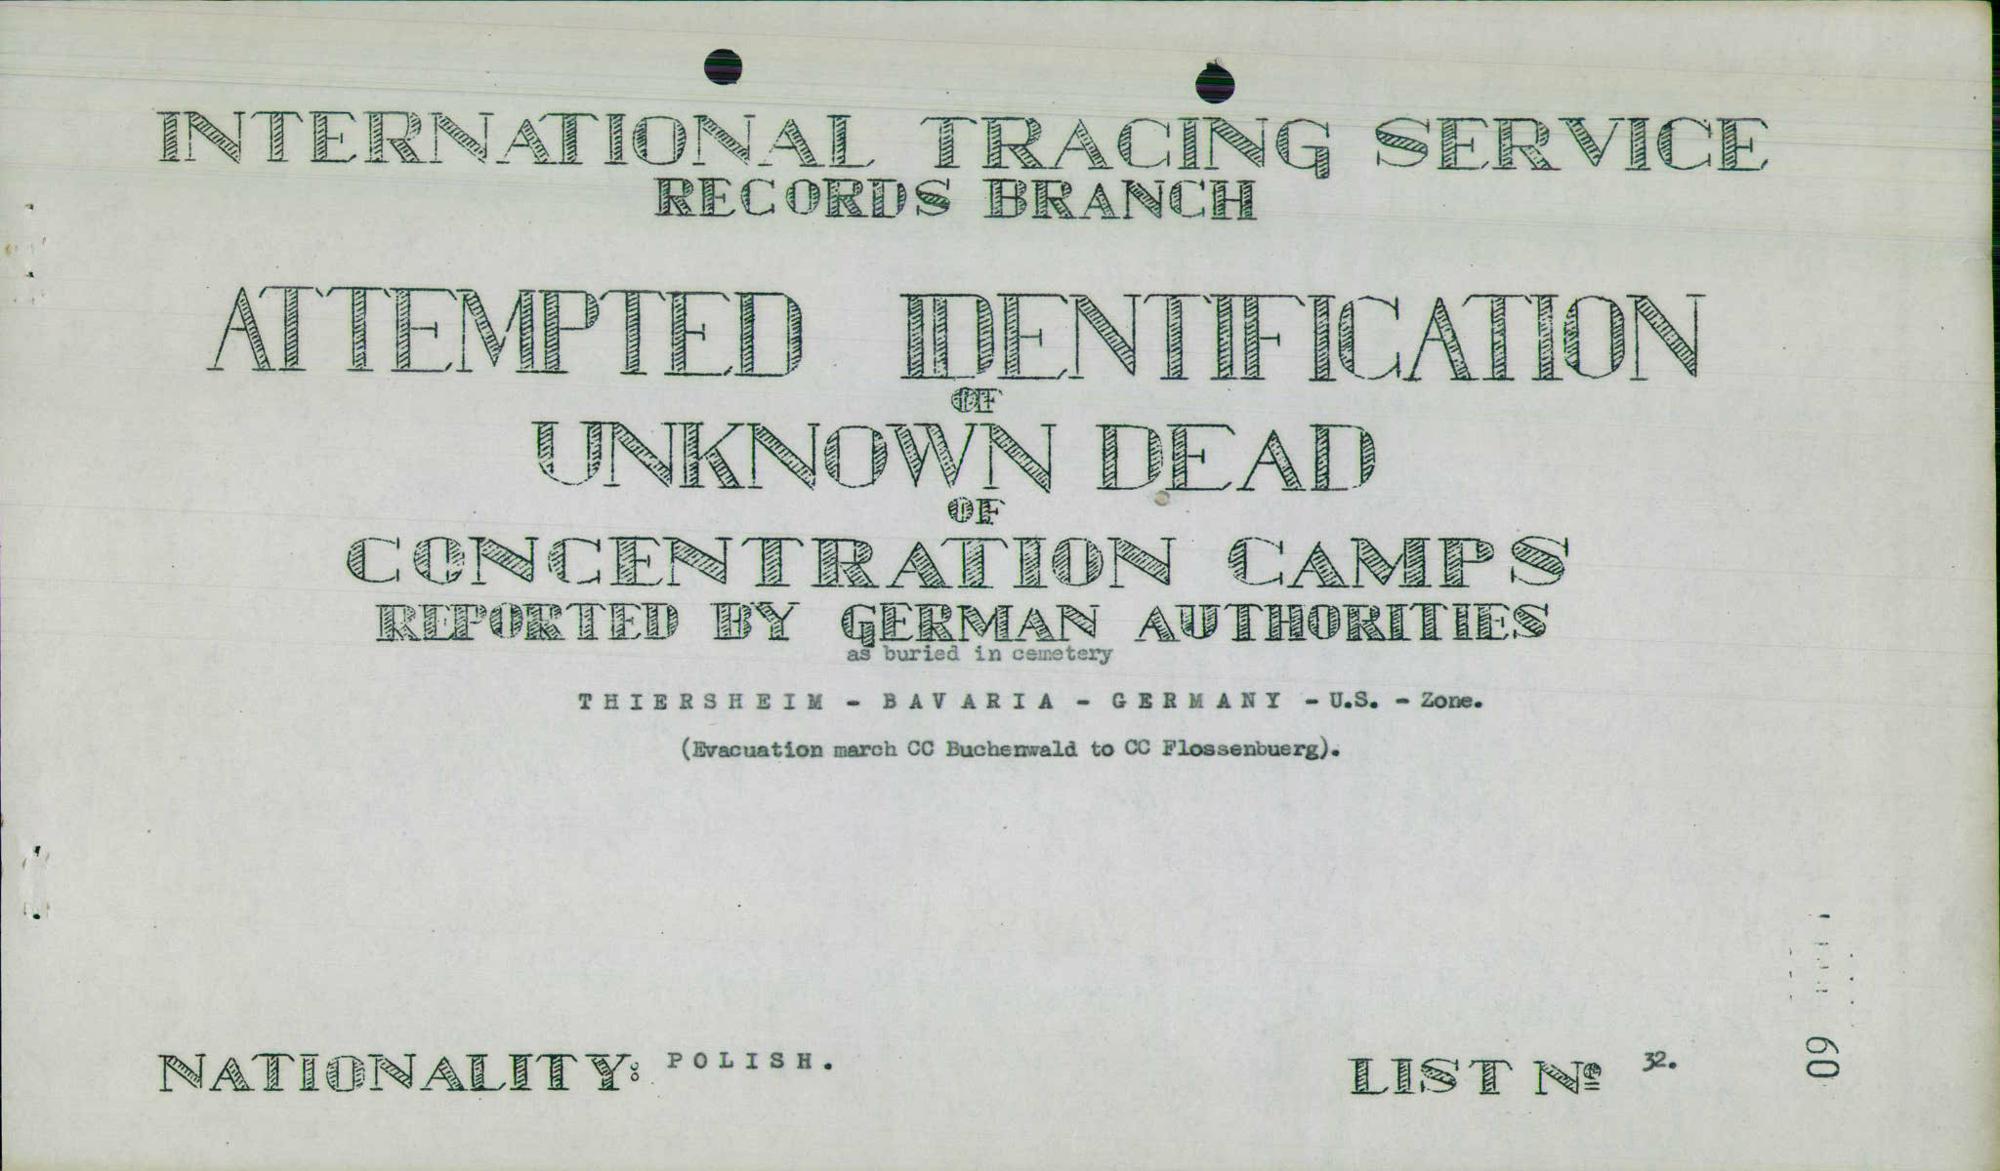 INTERNATIONAL TRACING SERVICE
RECORDS BRANCH
ATTEMPTED IDENTIFICATION
OF
UNKNOWN DEAD
OF
CONCENTRATION CAMPS
REPORTED BY GERMAN AUTHORITIES
as buried in cemetery
THIERSHEIM - BAVARIA - GERMANY - U.S. - Zone.
(Evacuation march CC Buchenwald to CC Flossenbuerg).
NATIONALITY: POLISH.
LIST No 32.
60